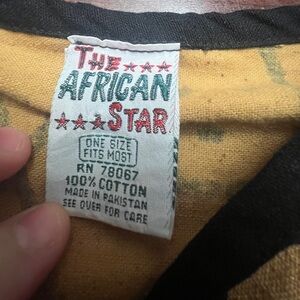 THE ★★★
AFRICAN
★★★ STAR
ONE SIZE
FITS MOST
RN 78067
100% COTTON
MADE IN PAKISTAN
SEE OVER FOR CARE